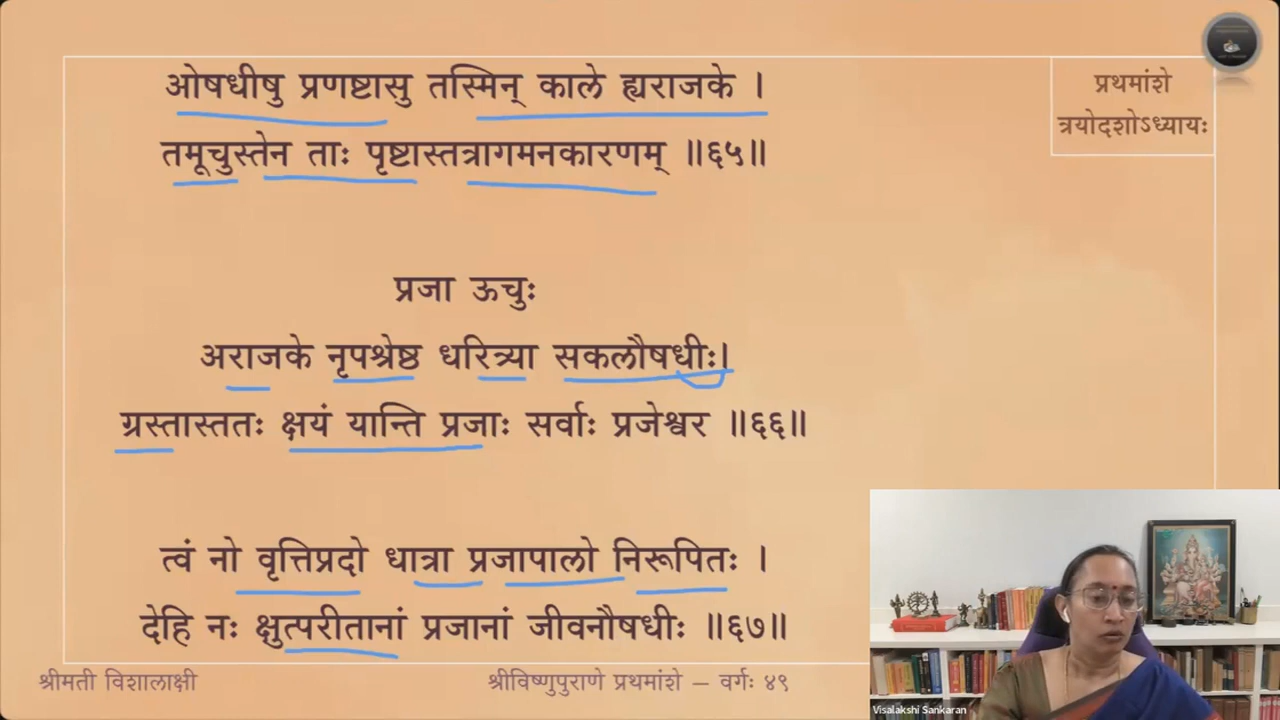 ओषधीषु प्रणष्टासु तस्मिन् काले ह्यराजके ।
तमूचुस्तेन ताः पृष्टास्तत्रागमनकारणम् ॥६५॥
प्रथमांशे
त्रयोदशोऽध्यायः
प्रजा ऊचुः
अराजके नृपश्रेष्ठ धरित्र्या सकलौषधीः।
ग्रस्तास्ततः क्षयं यान्ति प्रजाः सर्वाः प्रजेश्वर ॥६६॥
त्वं नो वृत्तिप्रदो धात्रा प्रजापालो निरूपितः ।
देहि नः क्षुत्परीतानां प्रजानां जीवनौषधीः ॥६७॥
श्रीमती विशालाक्षी
श्रीविष्णुपुराणे प्रथमांशे – वर्गः ४९
Visalakshi Sankaran